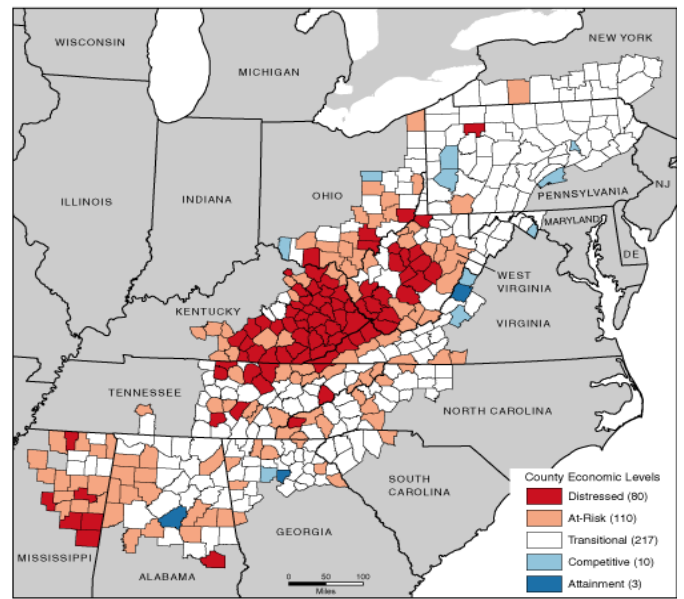 WISCONSIN
NEW YORK
MICHIGAN
ILLINOIS
INDIANA
OHIO
PENNSYLVANIA
NJ
MARYLAND
DE
WEST
VIRGINIA
KENTUCKY
VIRGINIA
TENNESSEE
NORTH CAROLINA
SOUTH
CAROLINA
GEORGIA
MISSISSIPPI
ALABAMA
0 50 100
Miles
County Economic Levels
Distressed (80)
At-Risk (110)
Transitional (217)
Competitive (10)
Attainment (3)